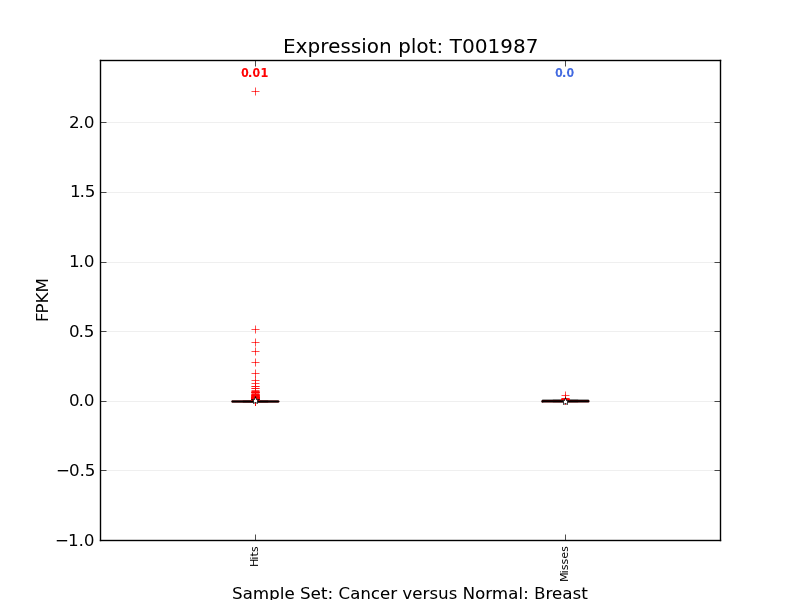 Expression plot: T001987
0.01
0.0
2.0
1.5
1.0
0.5
0.0
−0.5
−1.0
FPKM
Hits
Misses
Sample Set: Cancer versus Normal: Breast